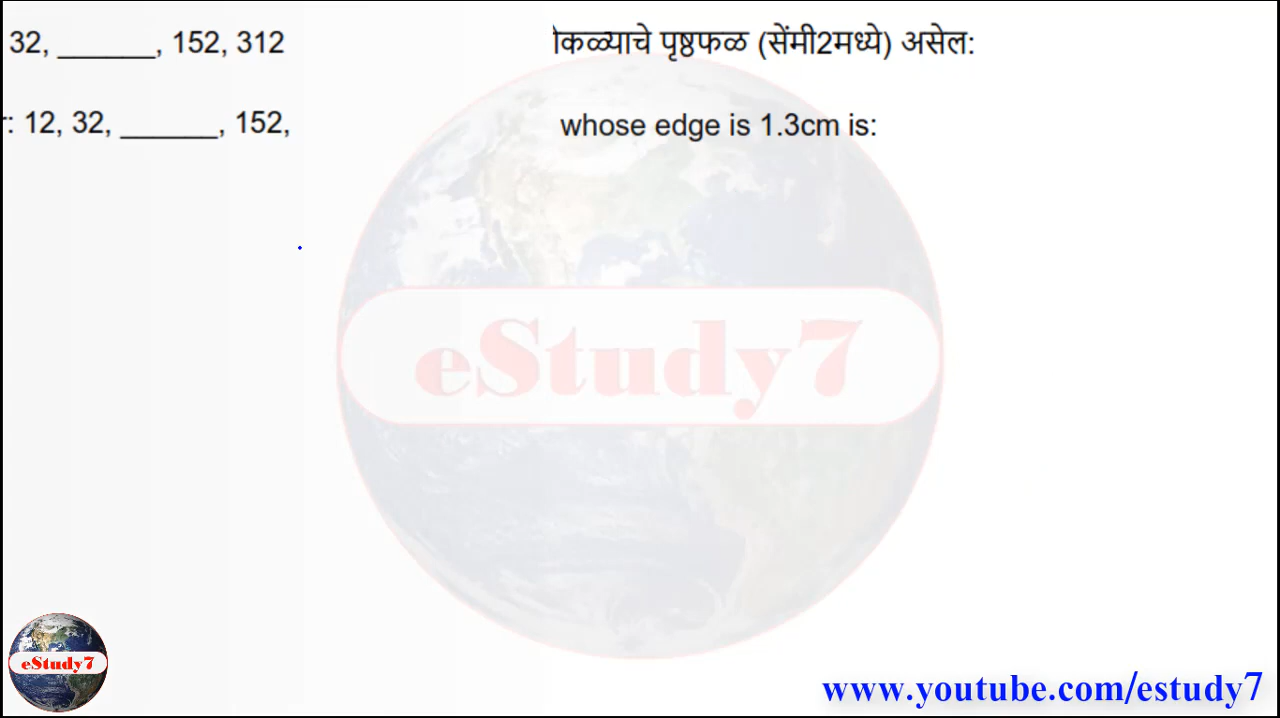 32, ______, 152, 312
ोकळ्याचे पृष्ठफळ (सेंमी2मध्ये) असेल:
r: 12, 32, ______, 152,
whose edge is 1.3cm is:
eStudy7
eStudy7
www.youtube.com/estudy7